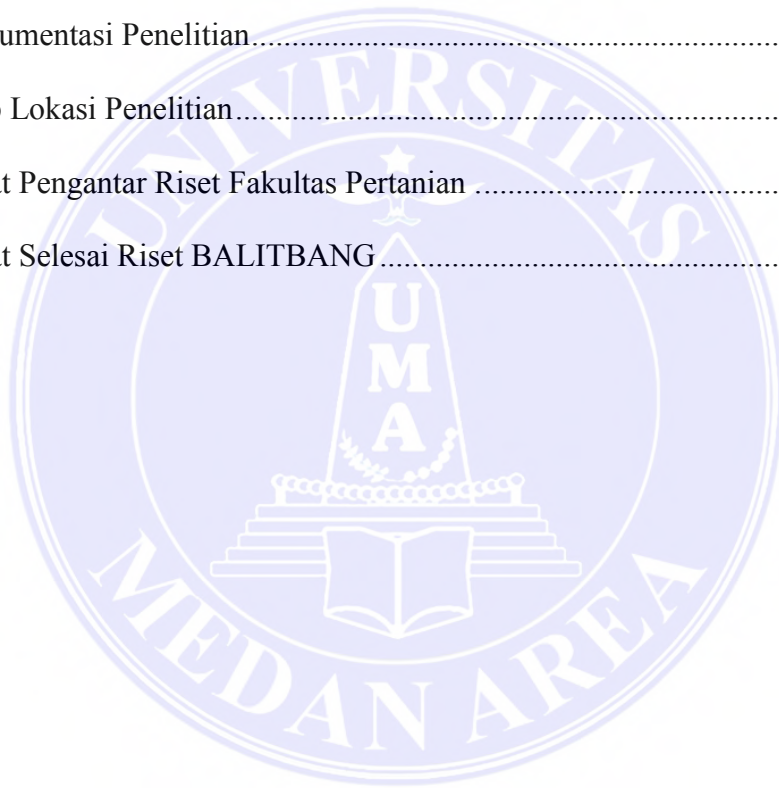 umentasi Penelitian
Lokasi Penelitian
t Pengantar Riset Fakultas Pertanian
t Selesai Riset BALITBANG
UNIVERSITAS
UMA
MEDAN AREA